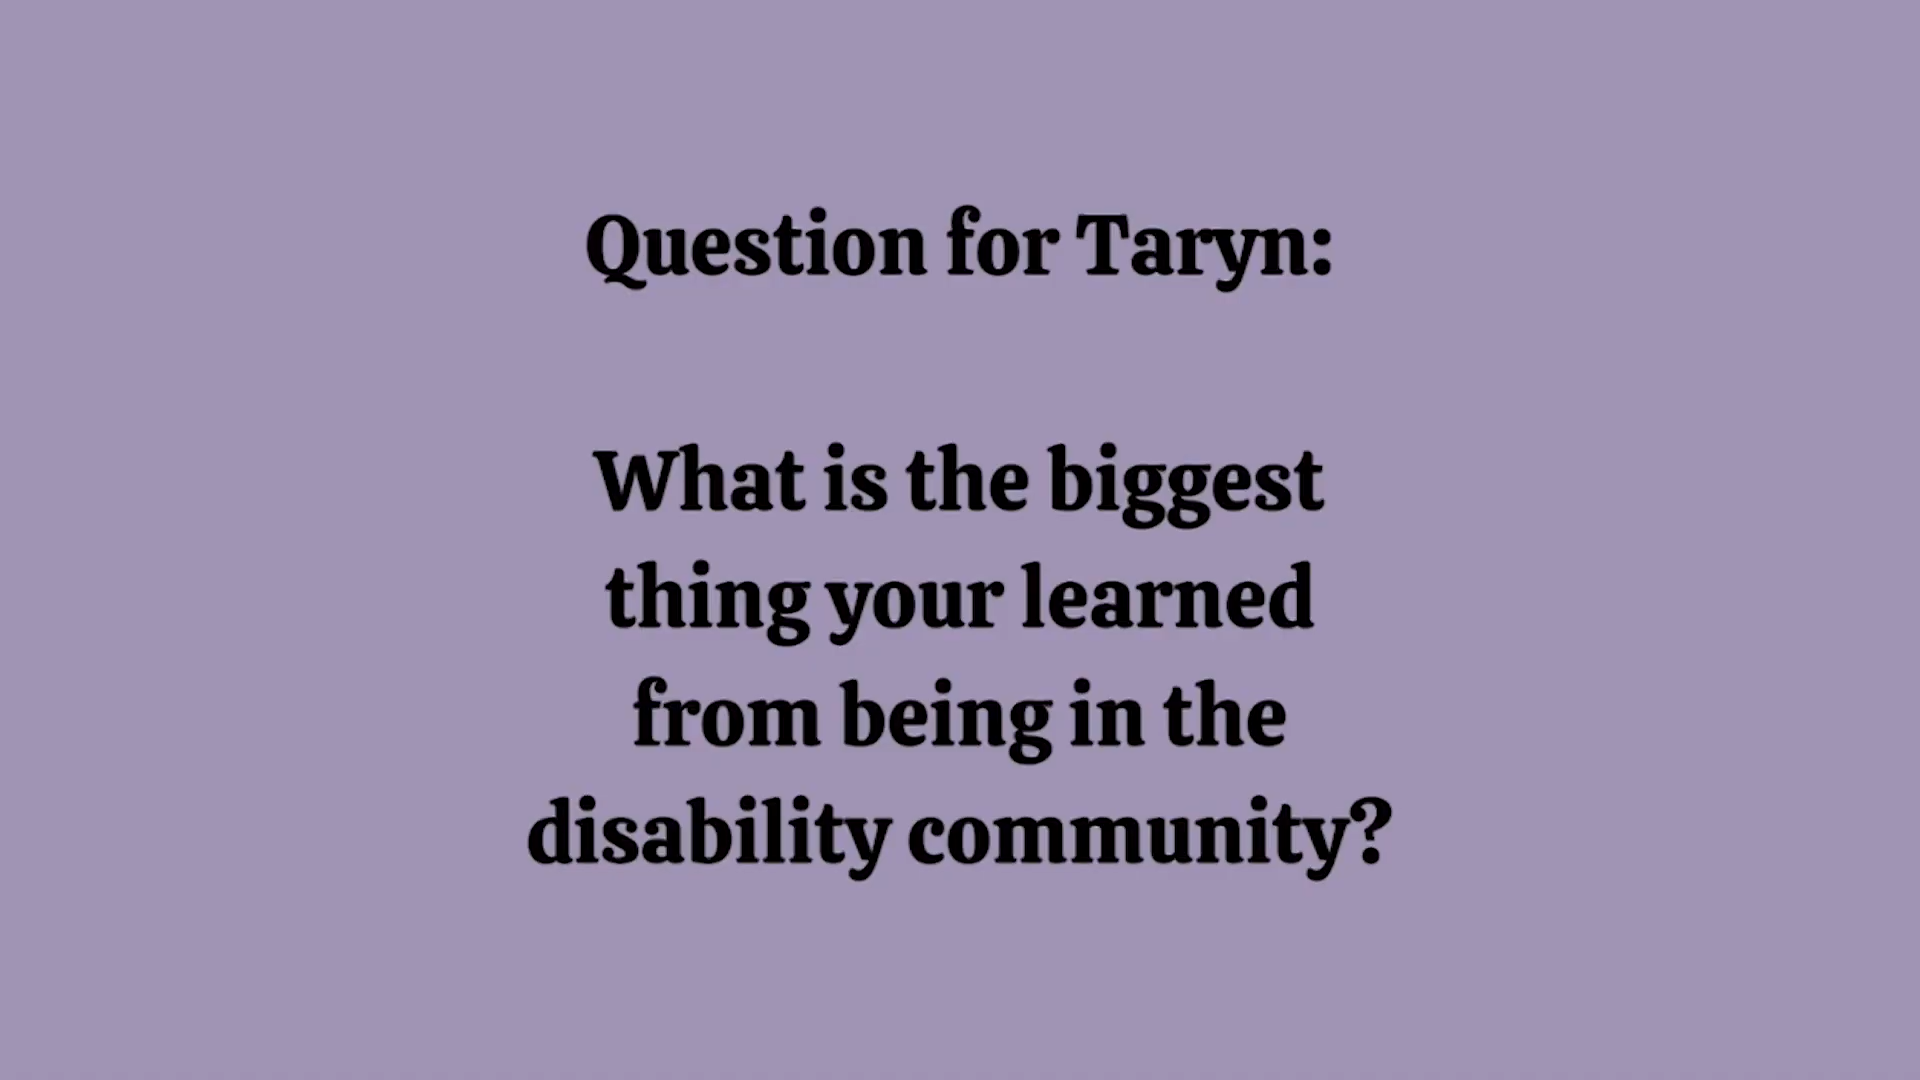 Question for Taryn:
What is the biggest
thing your learned
from being in the
disability community?